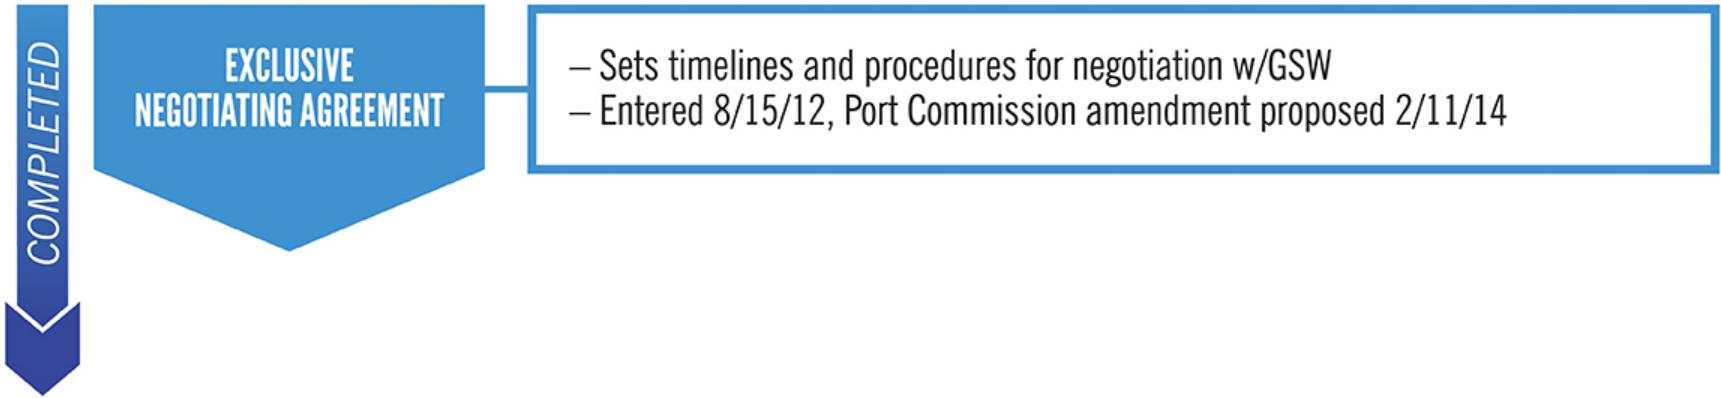 COMPLETED
EXCLUSIVE
NEGOTIATING AGREEMENT
– Sets timelines and procedures for negotiation w/GSW
– Entered 8/15/12, Port Commission amendment proposed 2/11/14